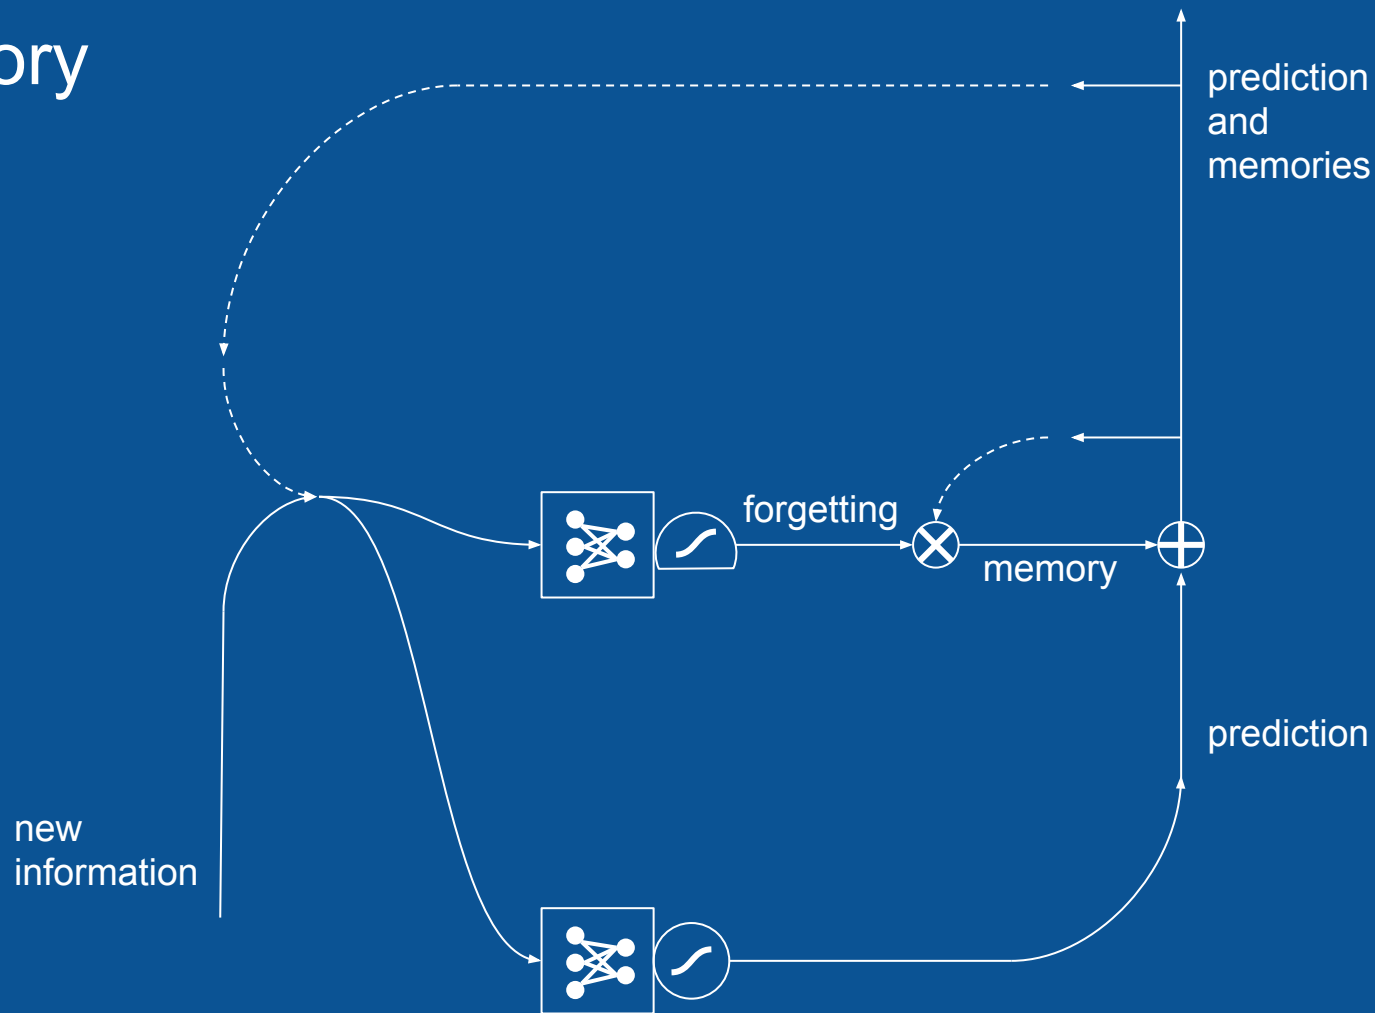 ory
prediction
and
memories
forgetting
memory
prediction
new
information